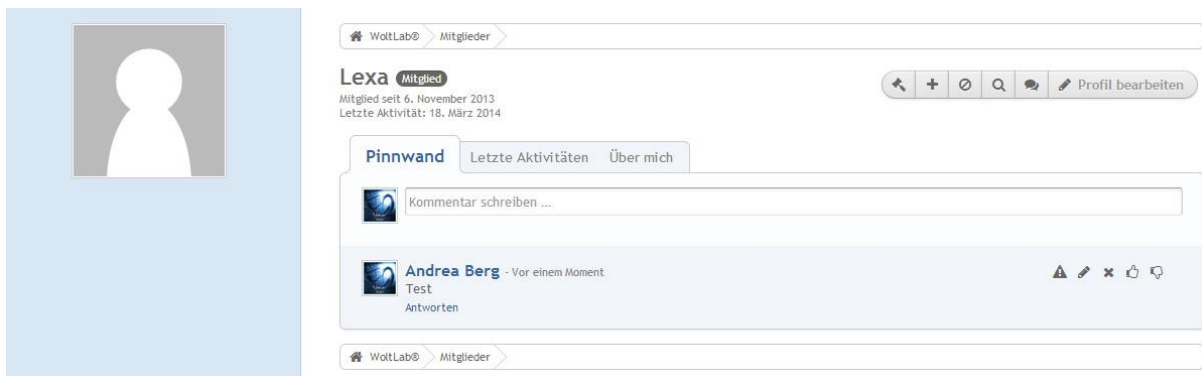 WoltLab® Mitglieder
Lexa Mitglied
Mitglied seit 6. November 2013
Letzte Aktivität: 18. März 2014
Profil bearbeiten
Pinnwand Letzte Aktivitäten Über mich
Kommentar schreiben ...
Andrea Berg - Vor einem Moment
Test
Antworten
WoltLab® Mitglieder